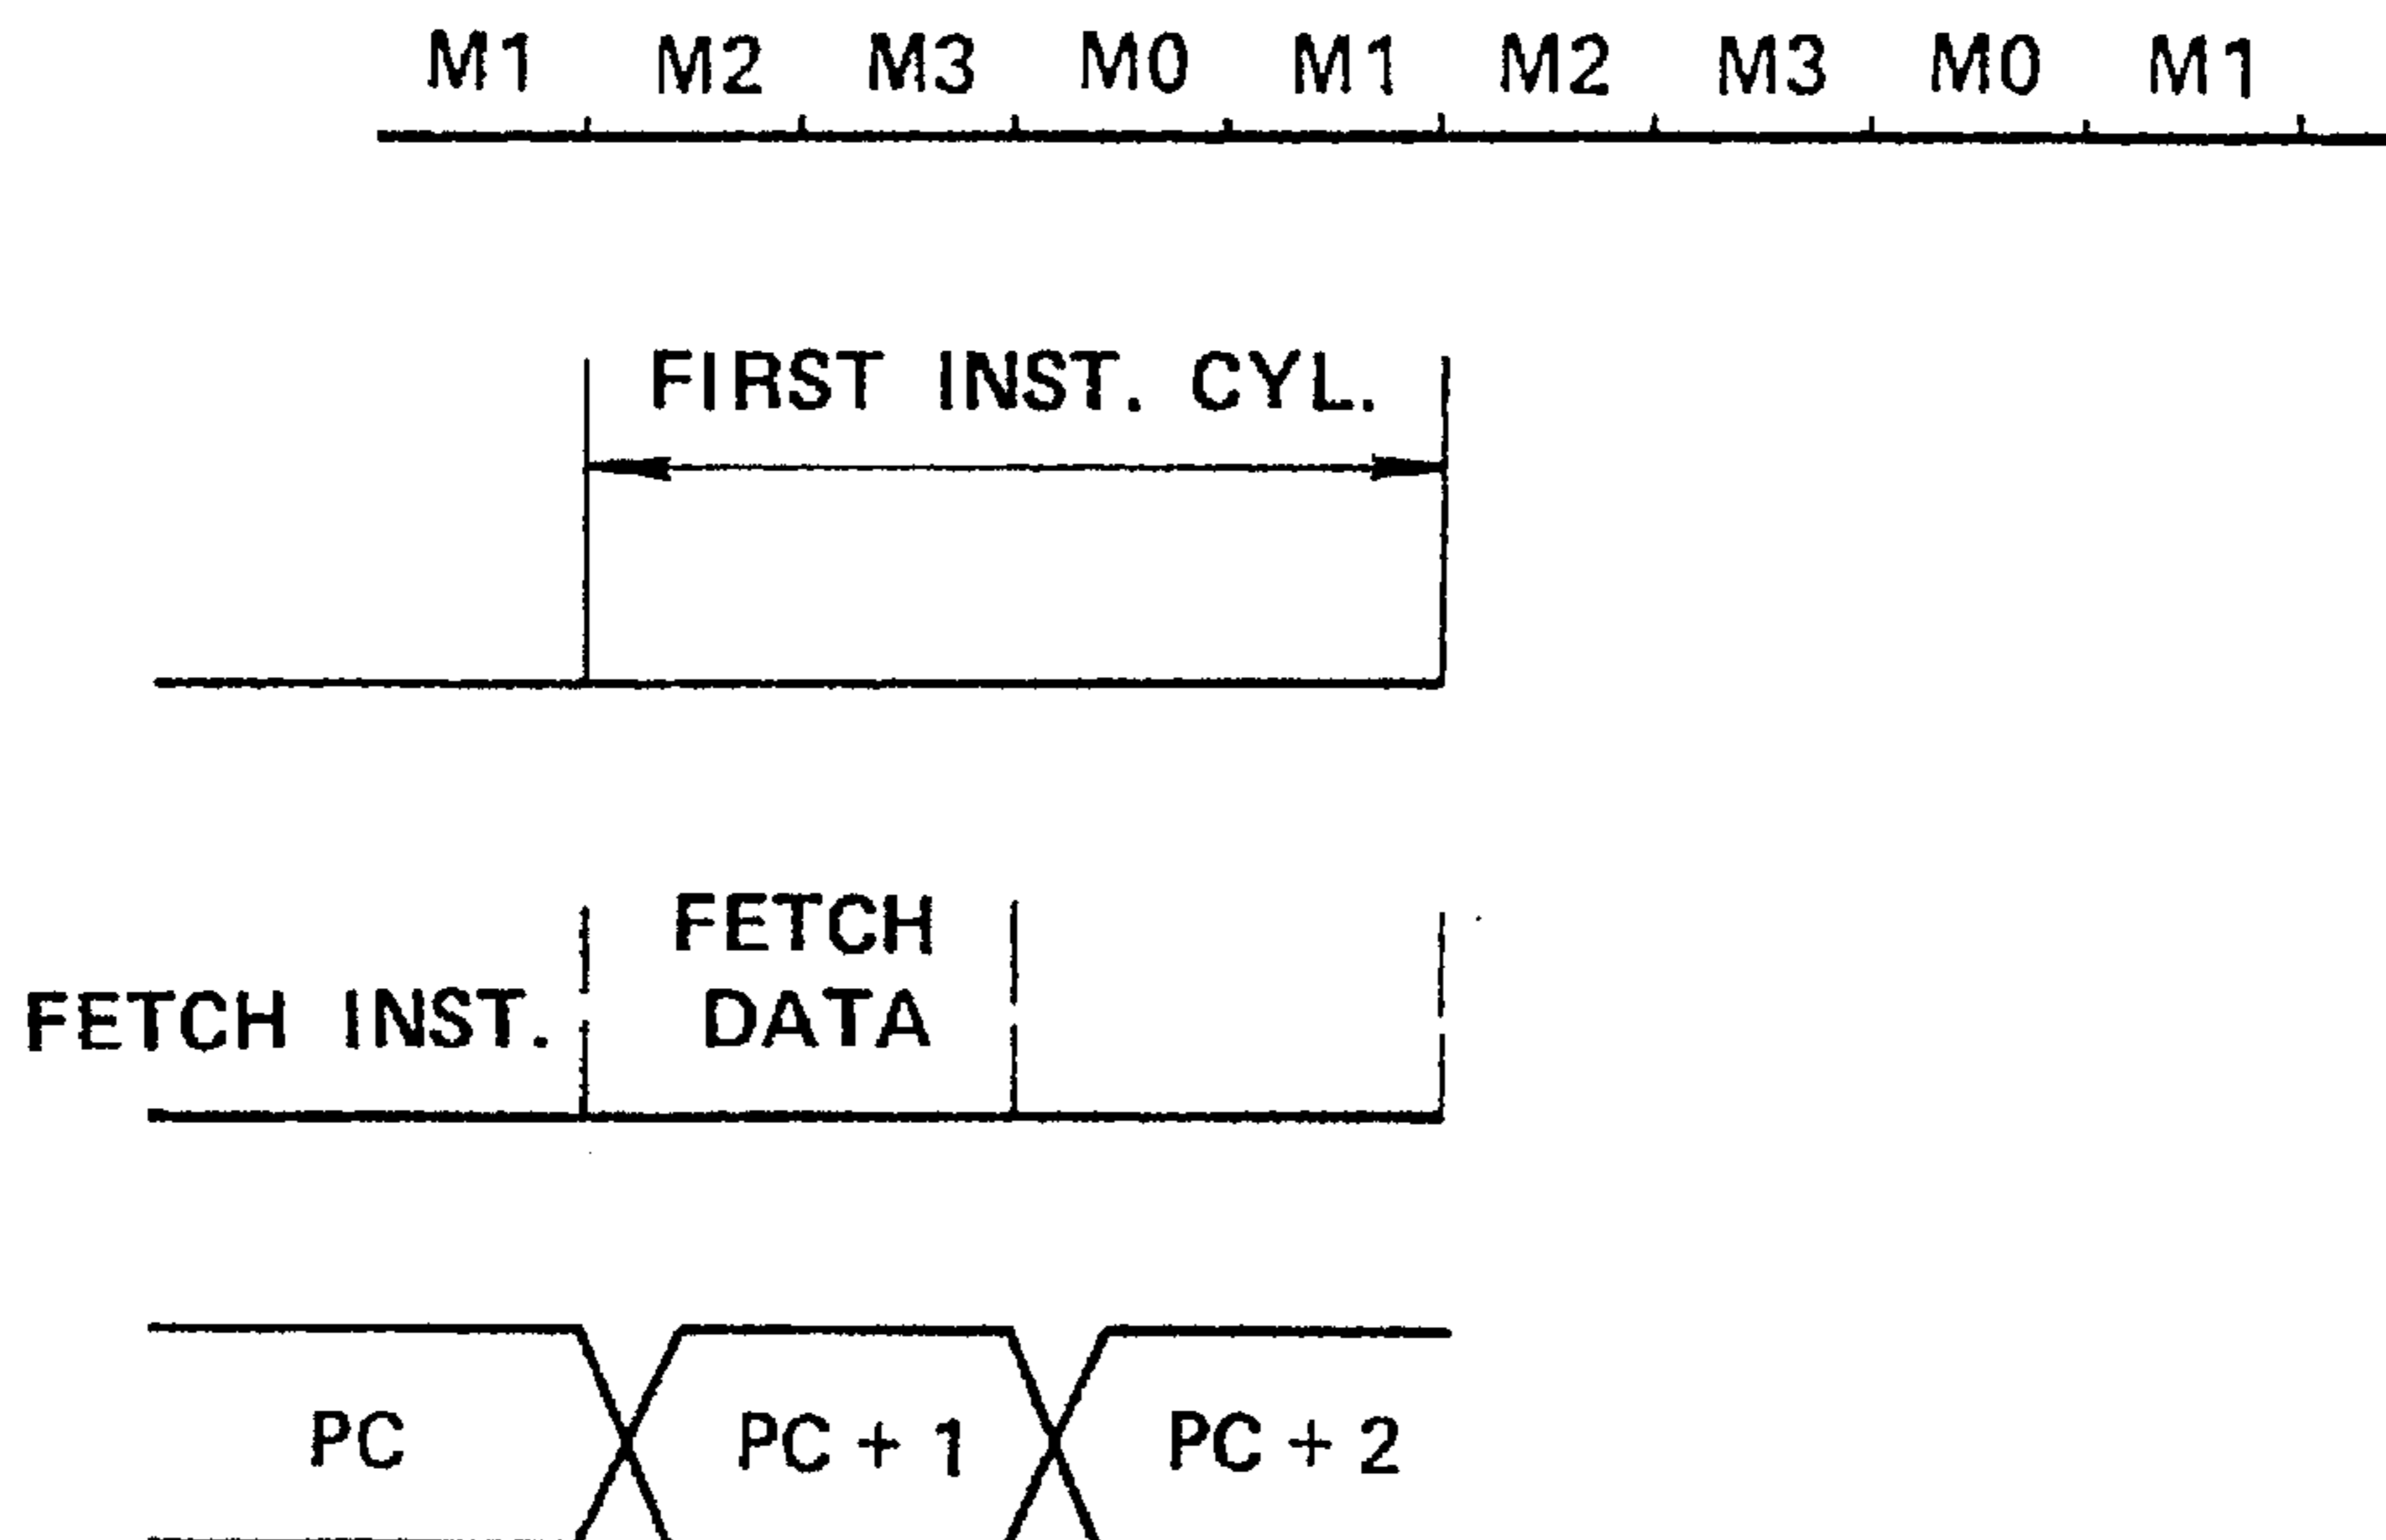 M1 M2 M3 M0 M1 M2 M3 M0 M1
FIRST INST. CYL.
FETCH
FETCH INST. DATA
PC PC + 1 PC + 2